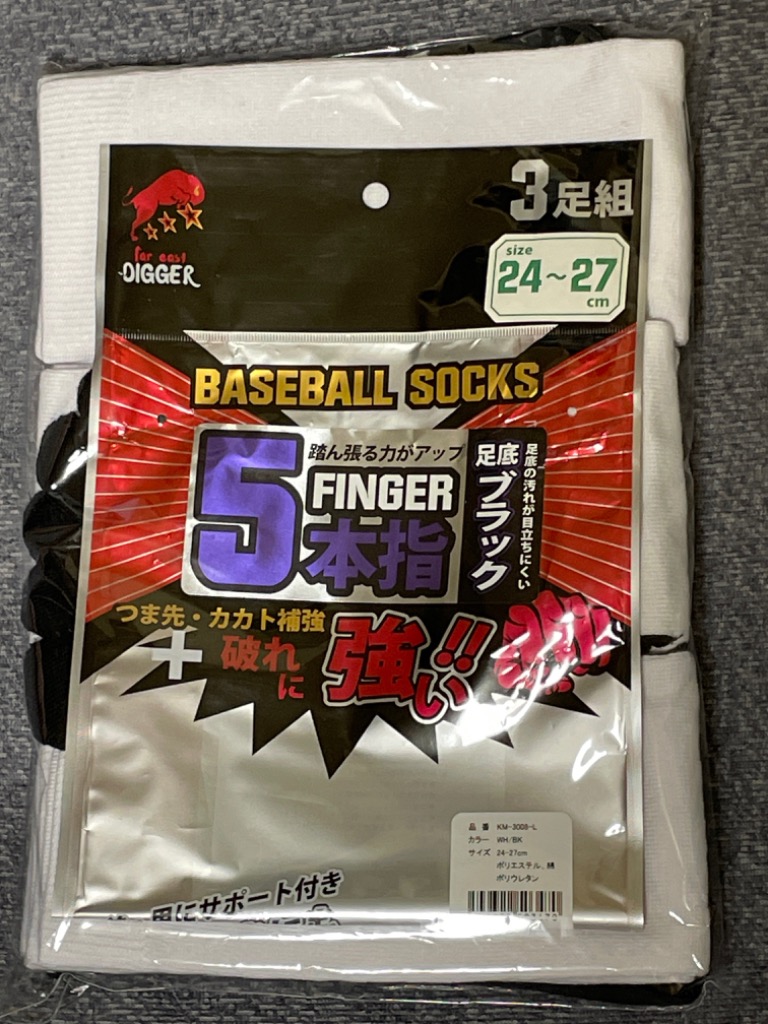 3足組
far east
DIGGER
size
24～27
cm
BASEBALL SOCKS
踏ん張る力がアップ
5
FINGER
本指
足底ブラック
足底の汚れが目立ちにくい
つま先・カカト補強
+
破れに
強い!!
品 番 KM-3008-L
カラー WH/BK
サイズ 24-27cm
ポリエステル、綿
ポリウレタン
にサポート付き